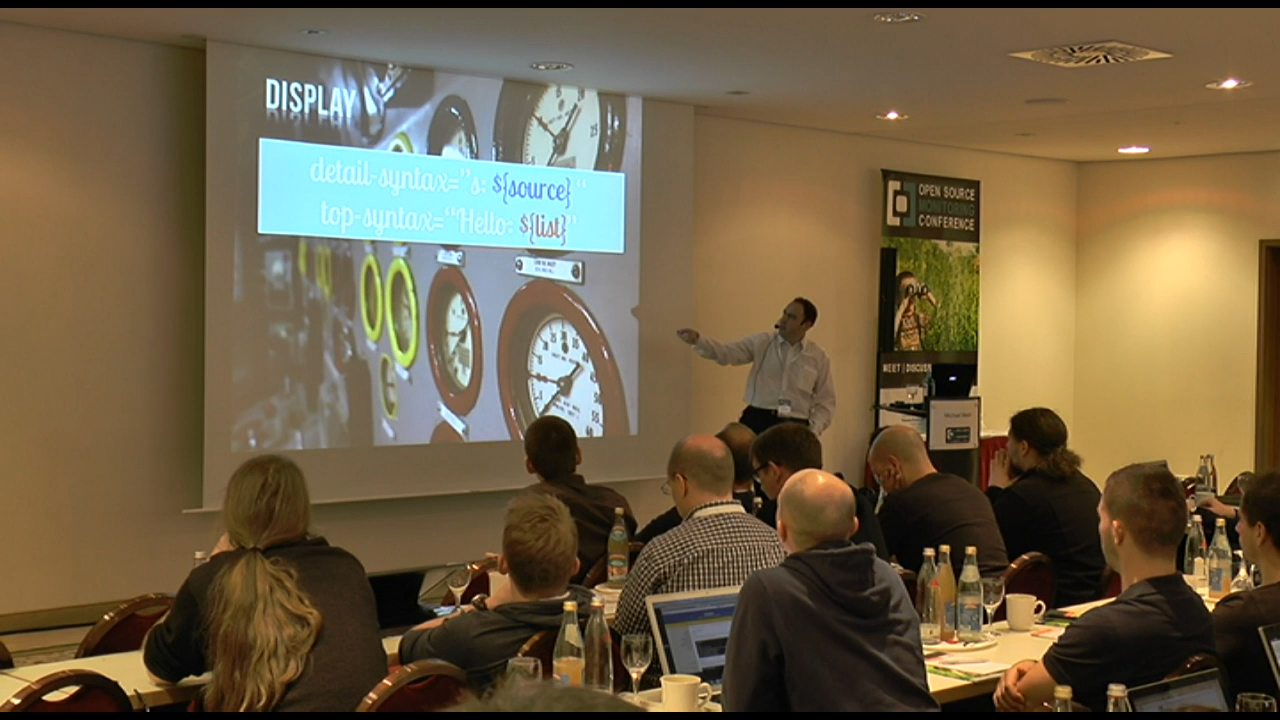 DISPLAY
detail-syntax="s: ${source} "
top-syntax="Hello: ${list}"
OPEN SOURCE
MONITORING
CONFERENCE
MEET | DISCUSS